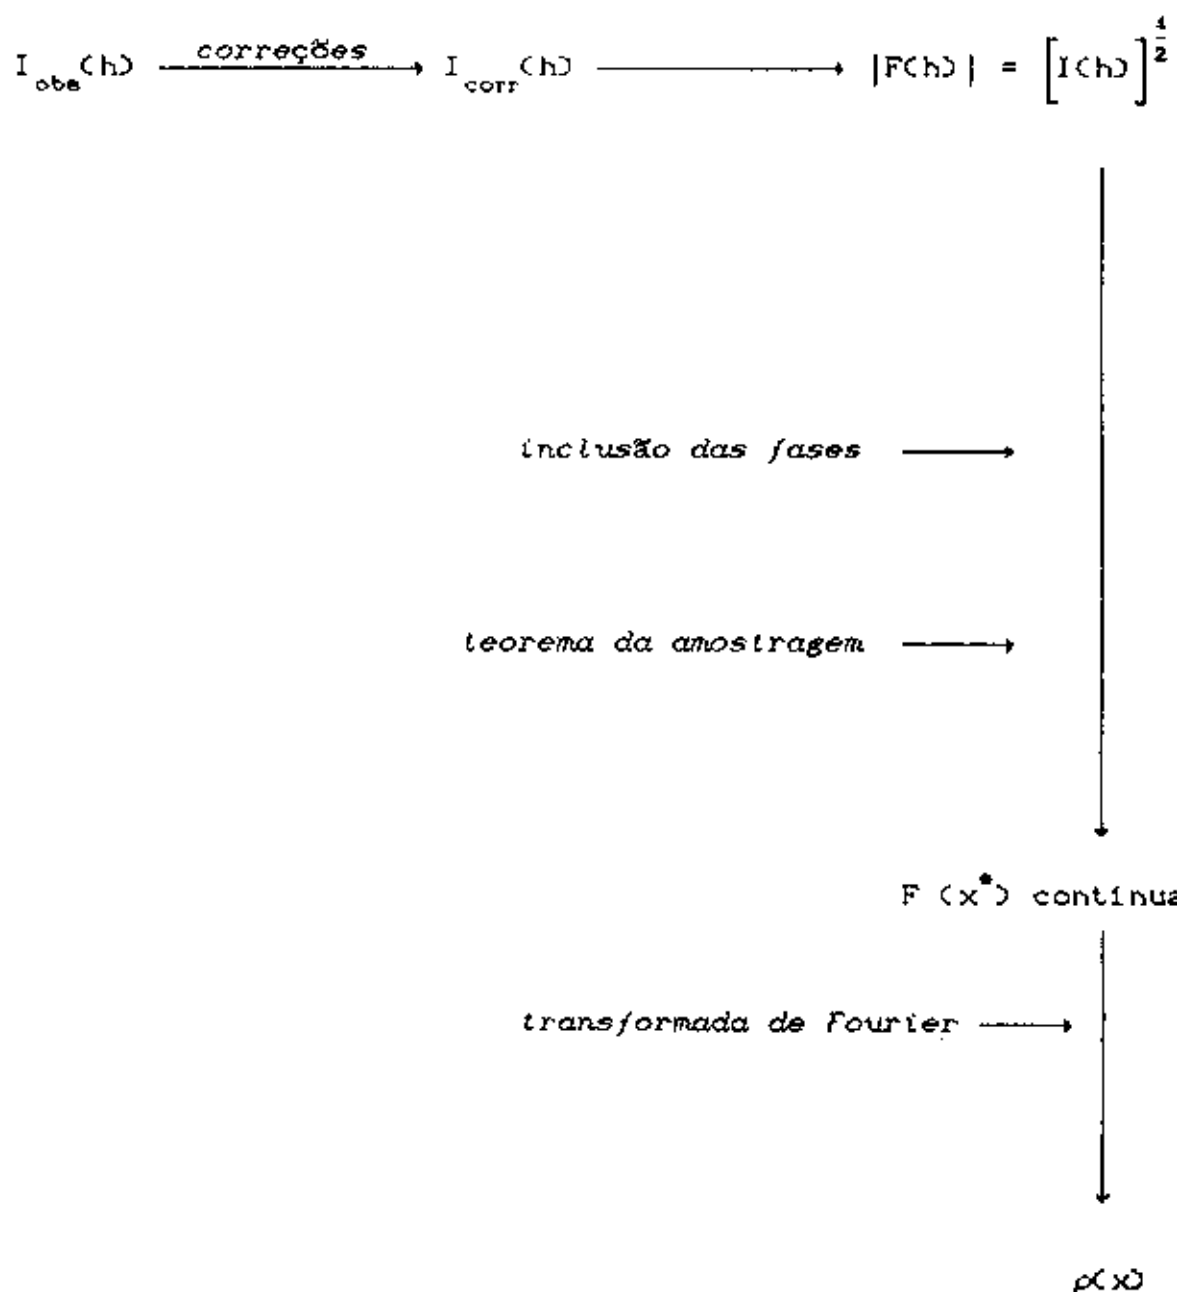 correções
I_obs(h) → I_corr(h) → |F(h)| = [I(h)]^1/2
inclusão das fases →
teorema da amostragem →
F (x*) contínua
transformada de Fourier →
ρ(x)